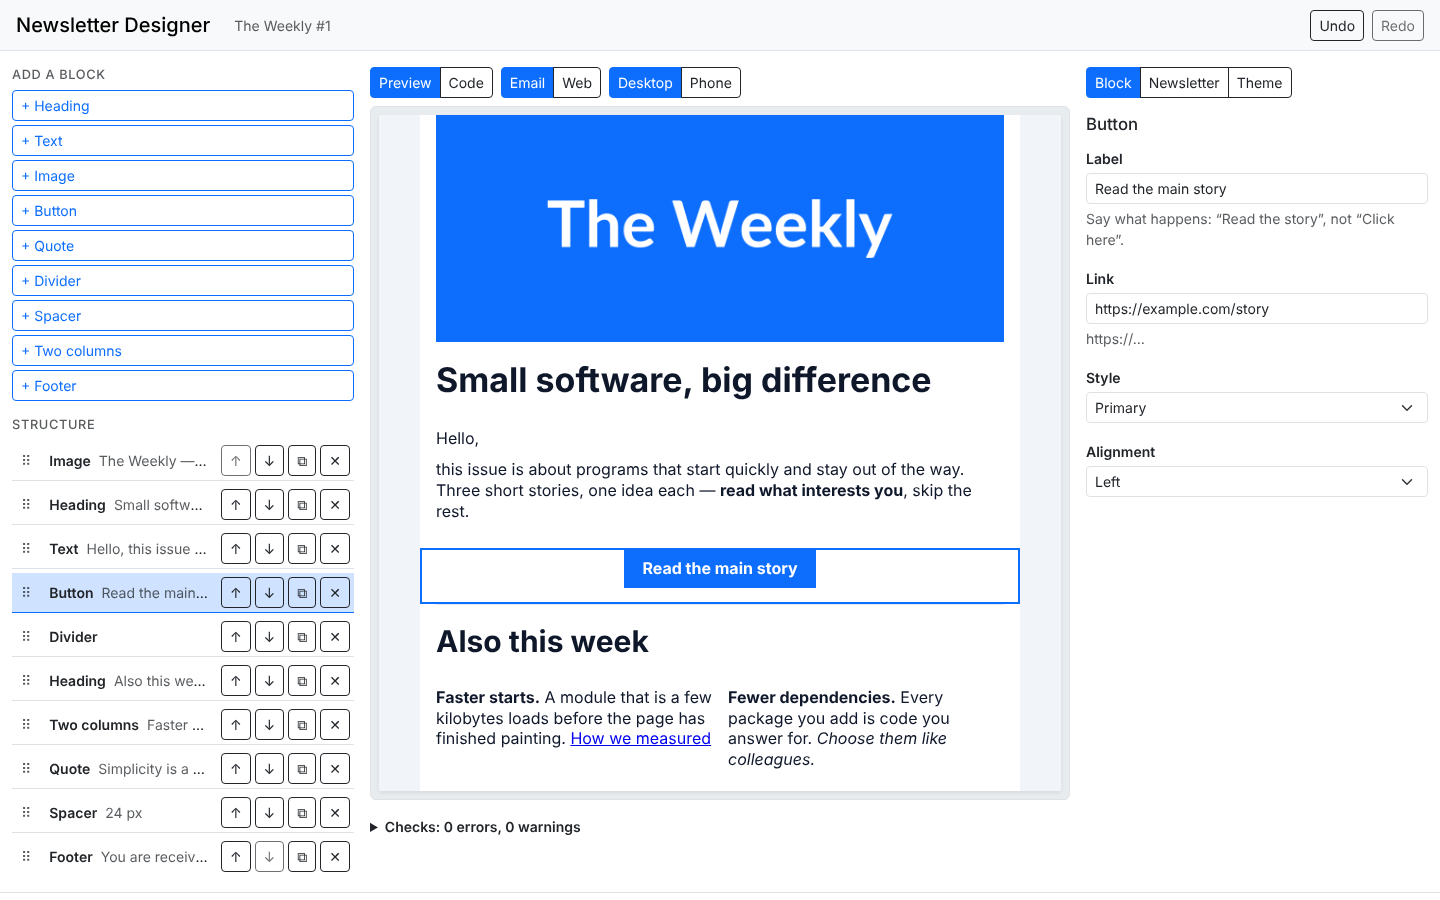 Newsletter Designer The Weekly #1 Undo Redo
ADD A BLOCK
+ Heading
+ Text
+ Image
+ Button
+ Quote
+ Divider
+ Spacer
+ Two columns
+ Footer
STRUCTURE
Image The Weekly —...
Heading Small softw...
Text Hello, this issue ...
Button Read the main...
Divider
Heading Also this we...
Two columns Faster ...
Quote Simplicity is a ...
Spacer 24 px
Footer You are receiv...
Preview Code Email Web Desktop Phone
The Weekly
Small software, big difference
Hello,
this issue is about programs that start quickly and stay out of the way.
Three short stories, one idea each — read what interests you, skip the
rest.
Read the main story
Also this week
Faster starts. A module that is a few
kilobytes loads before the page has
finished painting. How we measured
Fewer dependencies. Every
package you add is code you
answer for. Choose them like
colleagues.
Checks: 0 errors, 0 warnings
Block Newsletter Theme
Button
Label
Read the main story
Say what happens: “Read the story”, not “Click
here”.
Link
https://example.com/story
https://...
Style
Primary
Alignment
Left